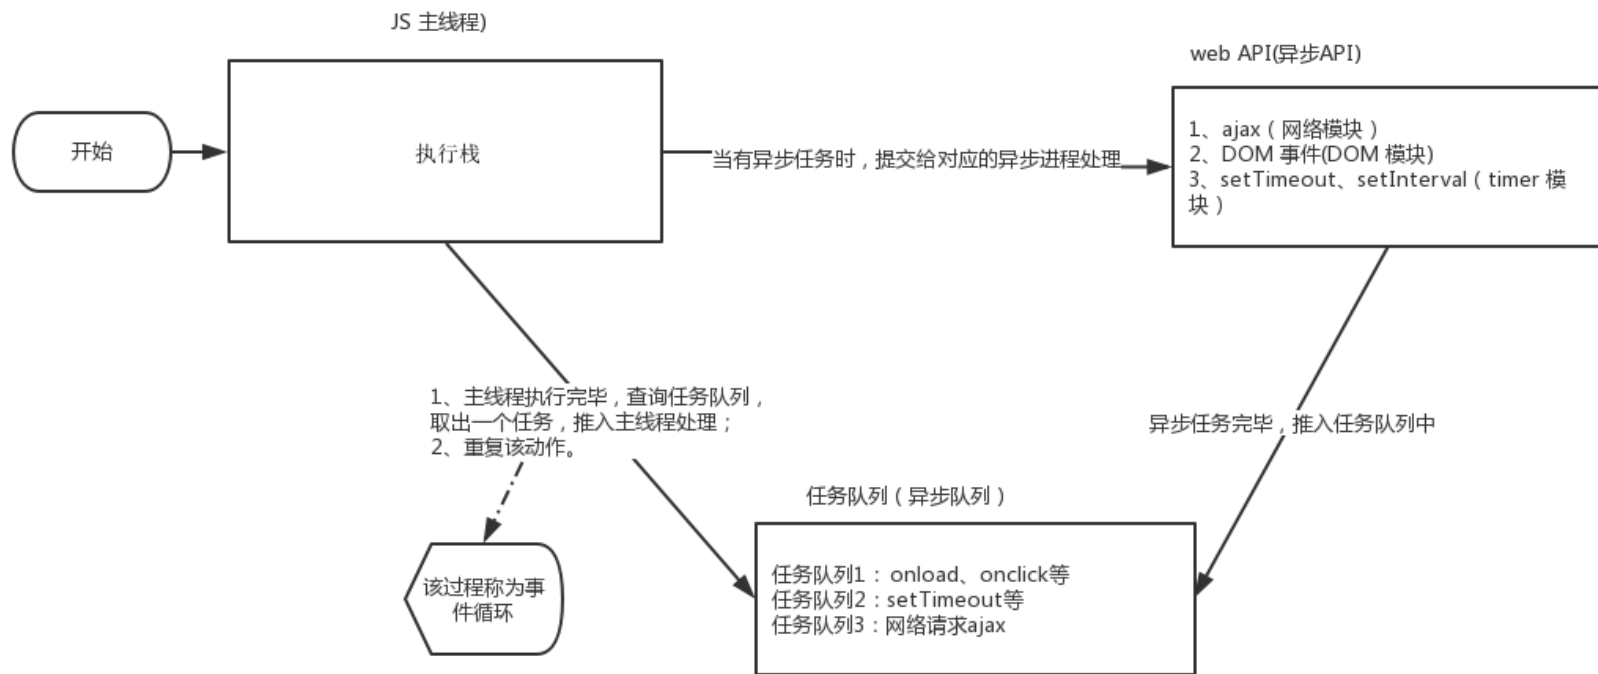 JS 主线程)
web API(异步API)
开始
执行栈
当有异步任务时，提交给对应的异步进程处理
1、ajax（网络模块）
2、DOM 事件(DOM 模块)
3、setTimeout、setInterval（timer 模
块）
1、主线程执行完毕，查询任务队列，
取出一个任务，推入主线程处理；
2、重复该动作。
异步任务完毕，推入任务队列中
任务队列（异步队列）
该过程称为事
件循环
任务队列1：onload、onclick等
任务队列2：setTimeout等
任务队列3：网络请求ajax